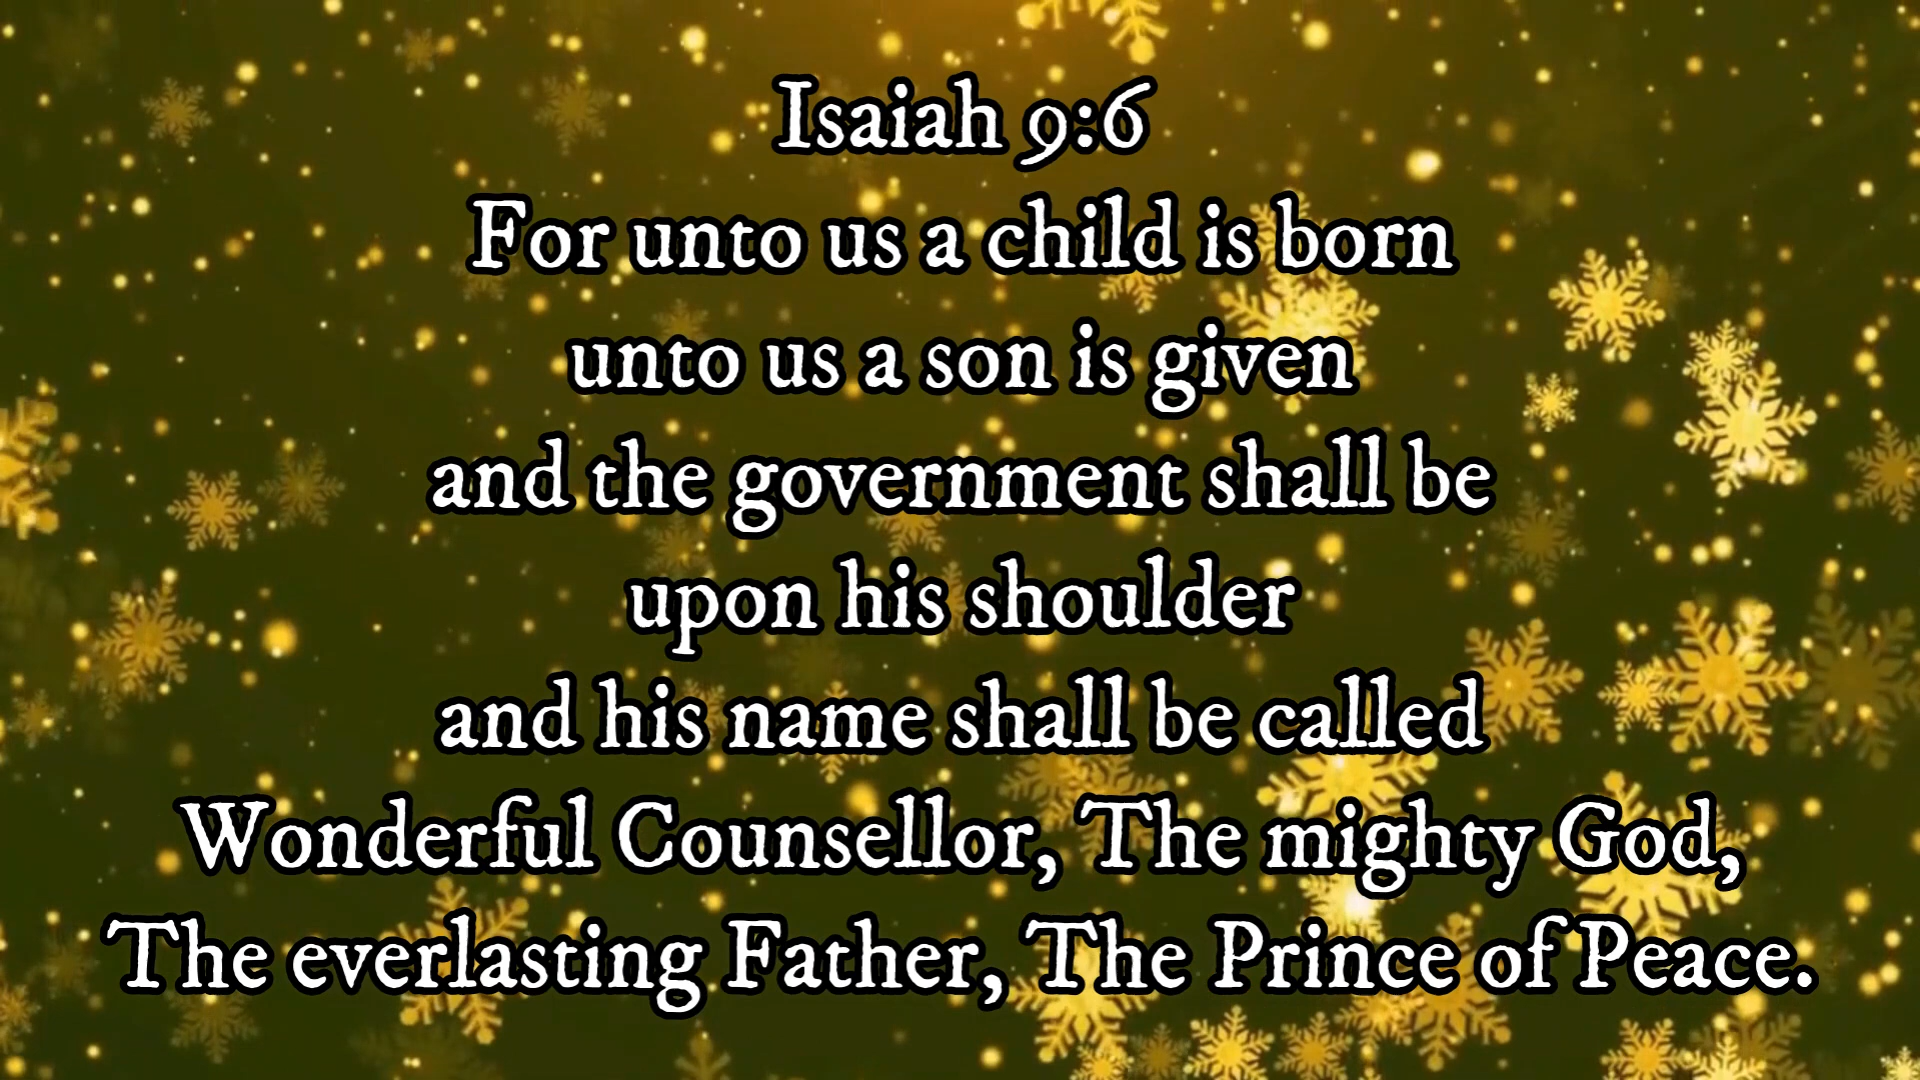 Isaiah 9:6
For unto us a child is born
unto us a son is given
and the government shall be
upon his shoulder
and his name shall be called
Wonderful Counsellor, The mighty God,
The everlasting Father, The Prince of Peace.